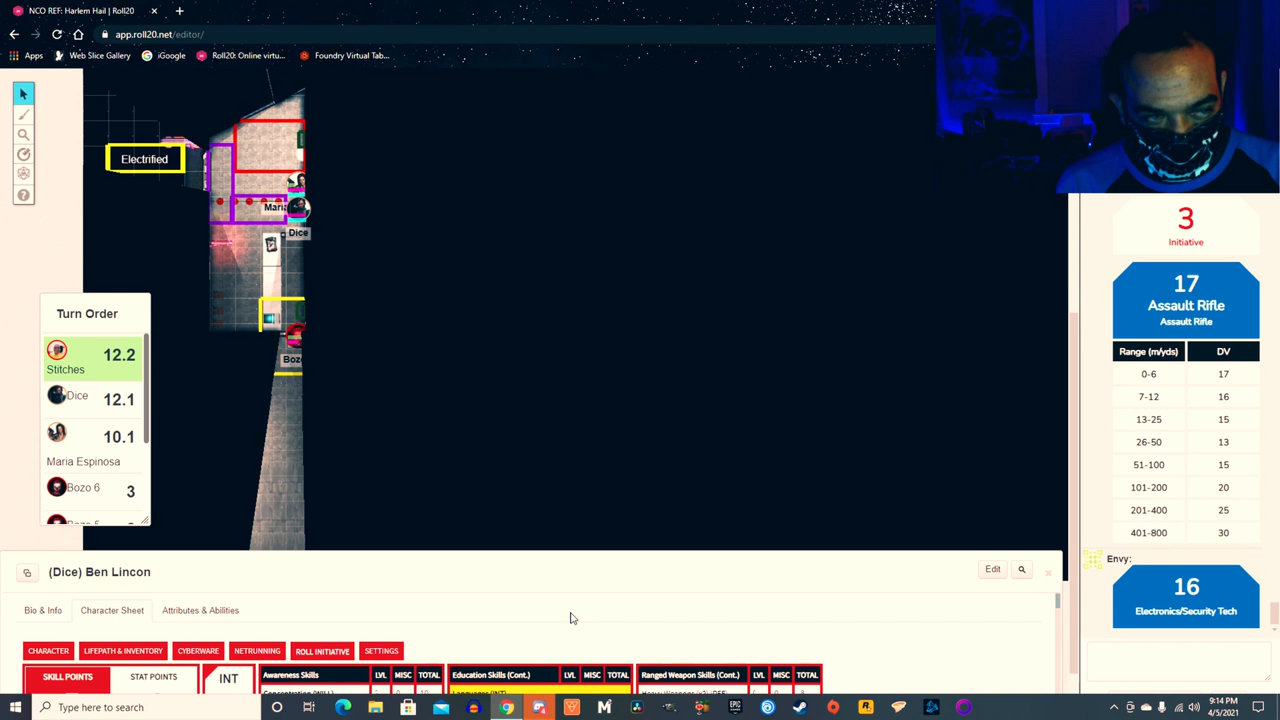 NCO REF: Harlem Hail | Roll20
app.roll20.net/editor/
Apps
Web Slice Gallery
iGoogle
Roll20: Online virtu...
Foundry Virtual Tab...
Electrified
Maria
Dice
Bozo
Turn Order
12.2
Stitches
Dice
12.1
10.1
Maria Espinosa
Bozo 6
3
3
Initiative
17
Assault Rifle
Assault Rifle
Range (m/yds) DV
0-6 17
7-12 16
13-25 15
26-50 13
51-100 15
101-200 20
201-400 25
401-800 30
Envy:
16
Electronics/Security Tech
(Dice) Ben Lincon
Edit
Bio & Info
Character Sheet
Attributes & Abilities
CHARACTER
LIFEPATH & INVENTORY
CYBERWARE
NETRUNNING
ROLL INITIATIVE
SETTINGS
SKILL POINTS
STAT POINTS
INT
Awareness Skills LVL MISC TOTAL
Education Skills (Cont.) LVL MISC TOTAL
Ranged Weapon Skills (Cont.) LVL MISC TOTAL
Type here to search
9:14 PM
4/5/2021